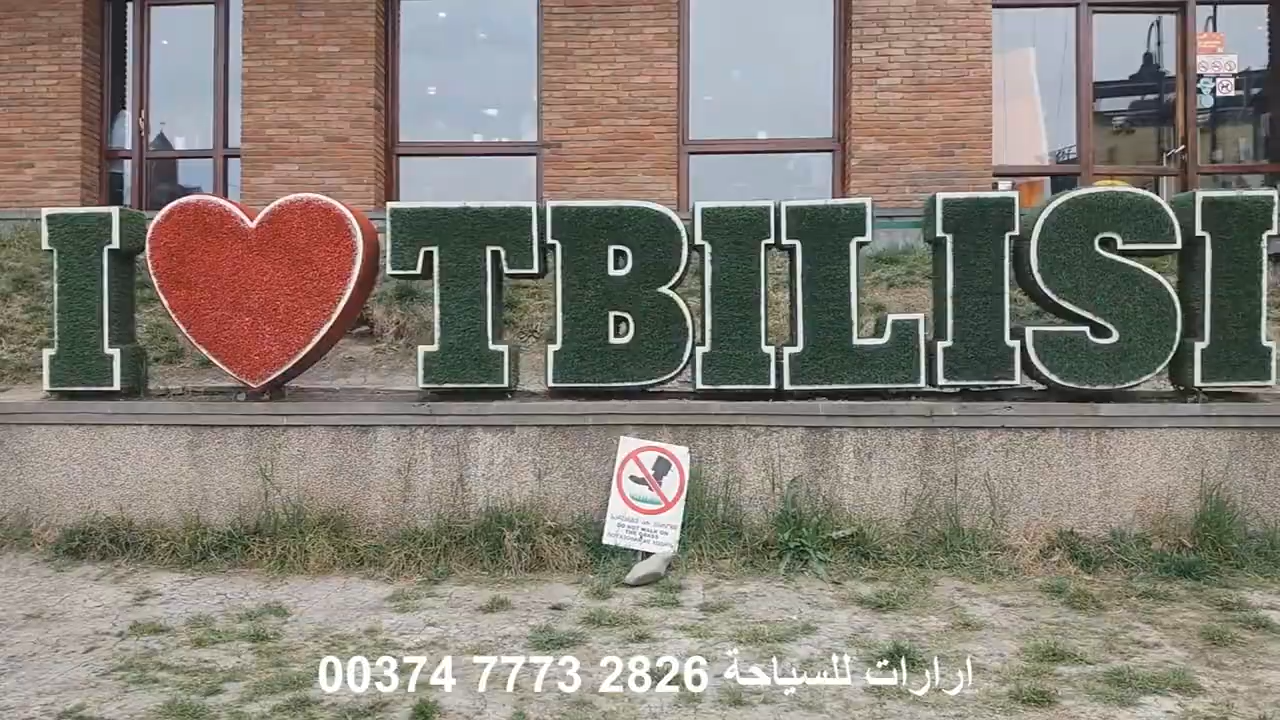 I TBILISI
DO NOT WALK ON
THE GRASS
ارارات للسياحة 00374 7773 2826